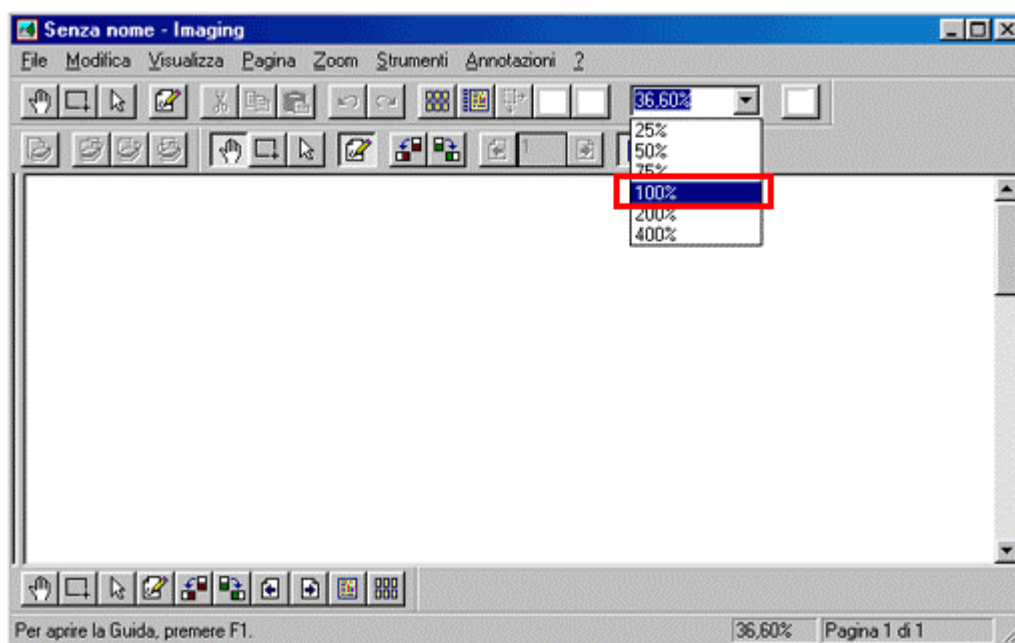 Senza nome - Imaging
File Modifica Visualizza Pagina Zoom Strumenti Annotazioni ?
36,60%
25%
50%
1
75%
100%
200%
400%
Per aprire la Guida, premere F1.
36,60% Pagina 1 di 1